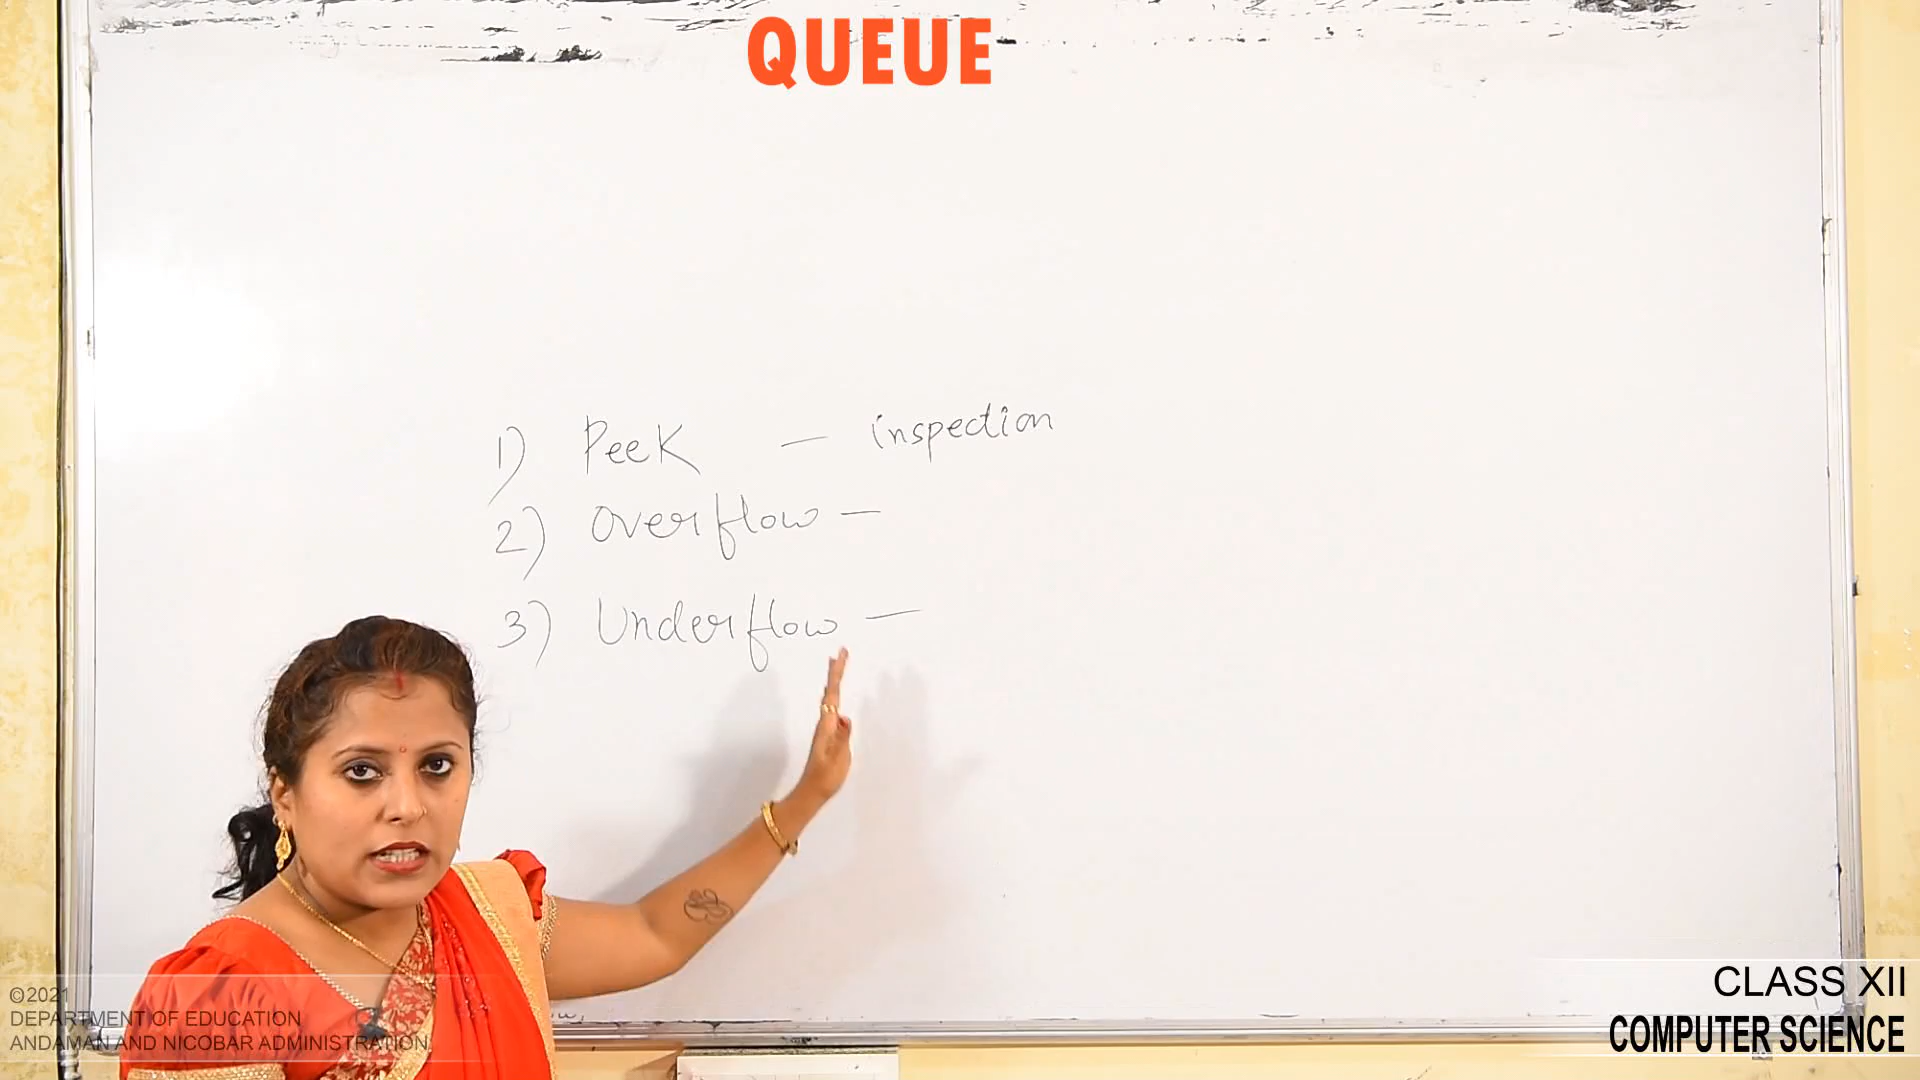 QUEUE
1) Peek — inspection
2) Overflow —
3) Underflow —
©2021
DEPARTMENT OF EDUCATION
ANDAMAN AND NICOBAR ADMINISTRATION
CLASS XII
COMPUTER SCIENCE